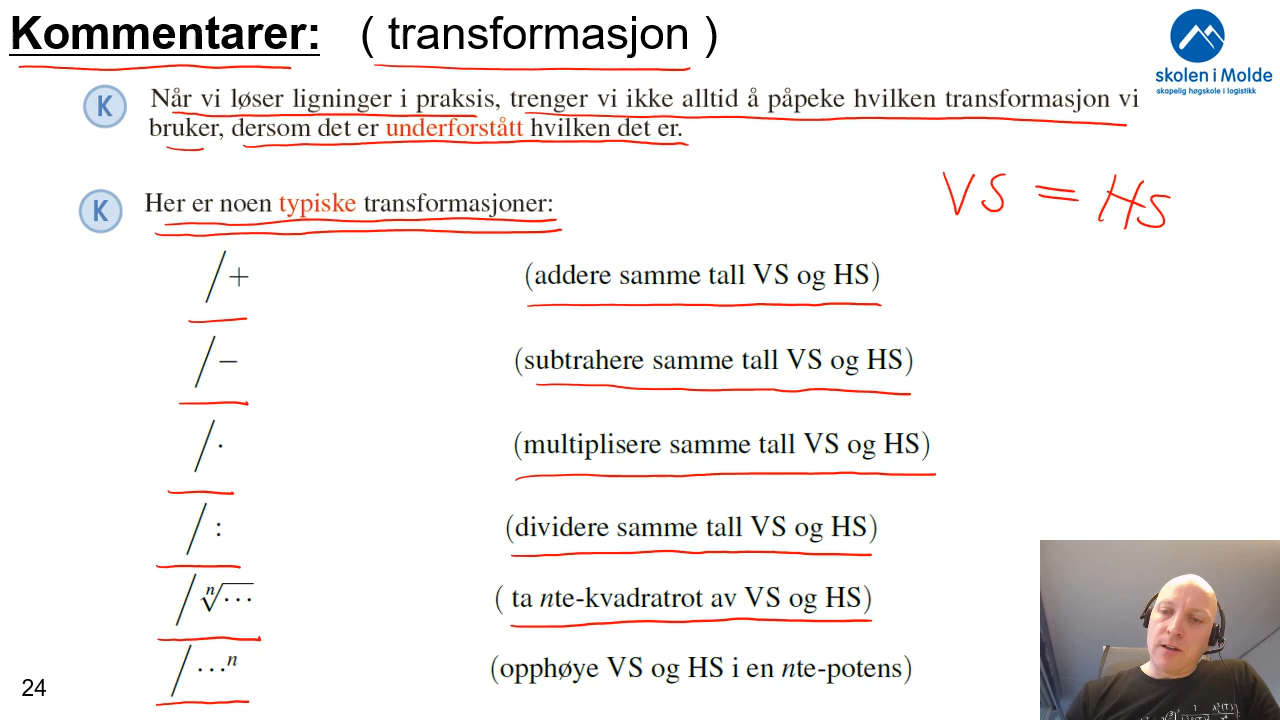 Kommentarer: ( transformasjon )
skolen i Molde
skapelig høgskole i logistikk
K Når vi løser ligninger i praksis, trenger vi ikke alltid å påpeke hvilken transformasjon vi
bruker, dersom det er underforstått hvilken det er.
K Her er noen typiske transformasjoner:
VS = HS
/ + (addere samme tall VS og HS)
/ − (subtrahere samme tall VS og HS)
/ · (multiplisere samme tall VS og HS)
/ : (dividere samme tall VS og HS)
/ ⁿ√··· ( ta nte-kvadratrot av VS og HS)
/ ···ⁿ (opphøye VS og HS i en nte-potens)
24